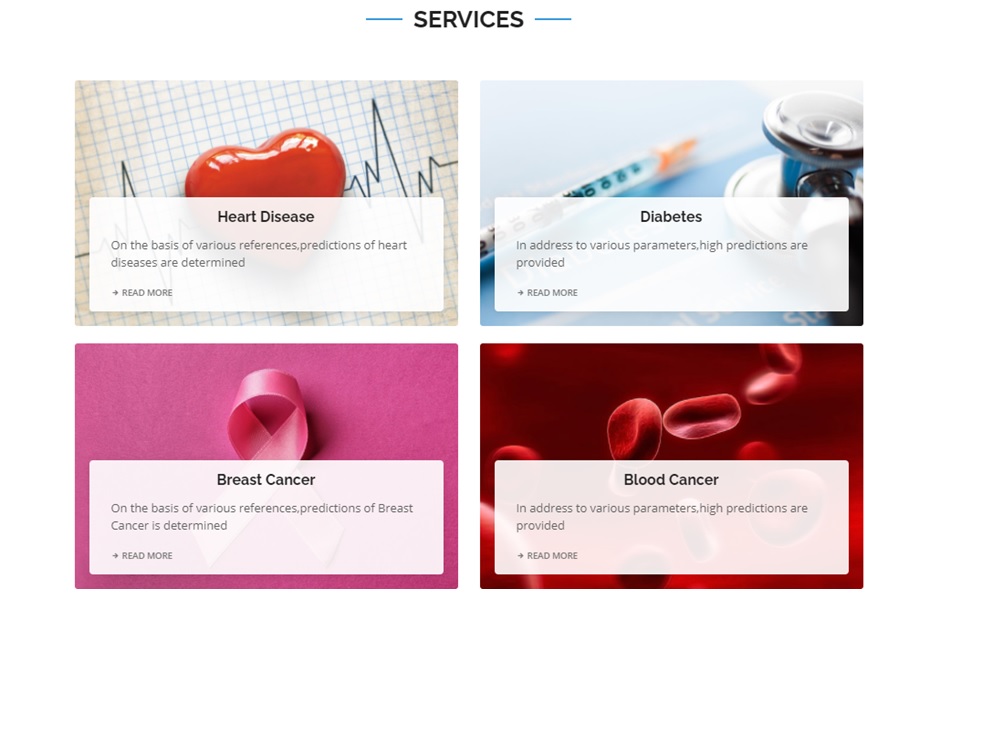 SERVICES
Heart Disease
On the basis of various references,predictions of heart
diseases are determined
READ MORE
Diabetes
In address to various parameters,high predictions are
provided
READ MORE
Breast Cancer
On the basis of various references,predictions of Breast
Cancer is determined
READ MORE
Blood Cancer
In address to various parameters,high predictions are
provided
READ MORE